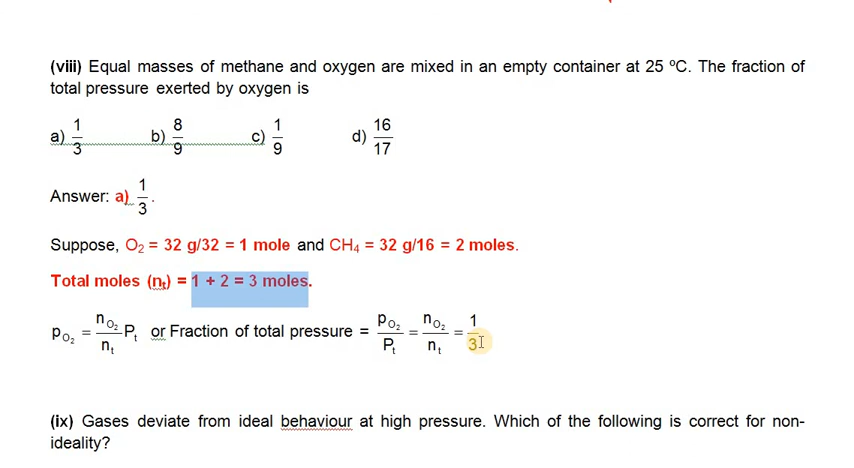 (viii) Equal masses of methane and oxygen are mixed in an empty container at 25 ºC. The fraction of
total pressure exerted by oxygen is
a) 1/3 b) 8/9 c) 1/9 d) 16/17
Answer: a) 1/3.
Suppose, O₂ = 32 g/32 = 1 mole and CH₄ = 32 g/16 = 2 moles.
Total moles (nₜ) = 1 + 2 = 3 moles.
p_O₂ = n_O₂/nₜ Pₜ or Fraction of total pressure = p_O₂/Pₜ = n_O₂/nₜ = 1/3
(ix) Gases deviate from ideal behaviour at high pressure. Which of the following is correct for non-
ideality?